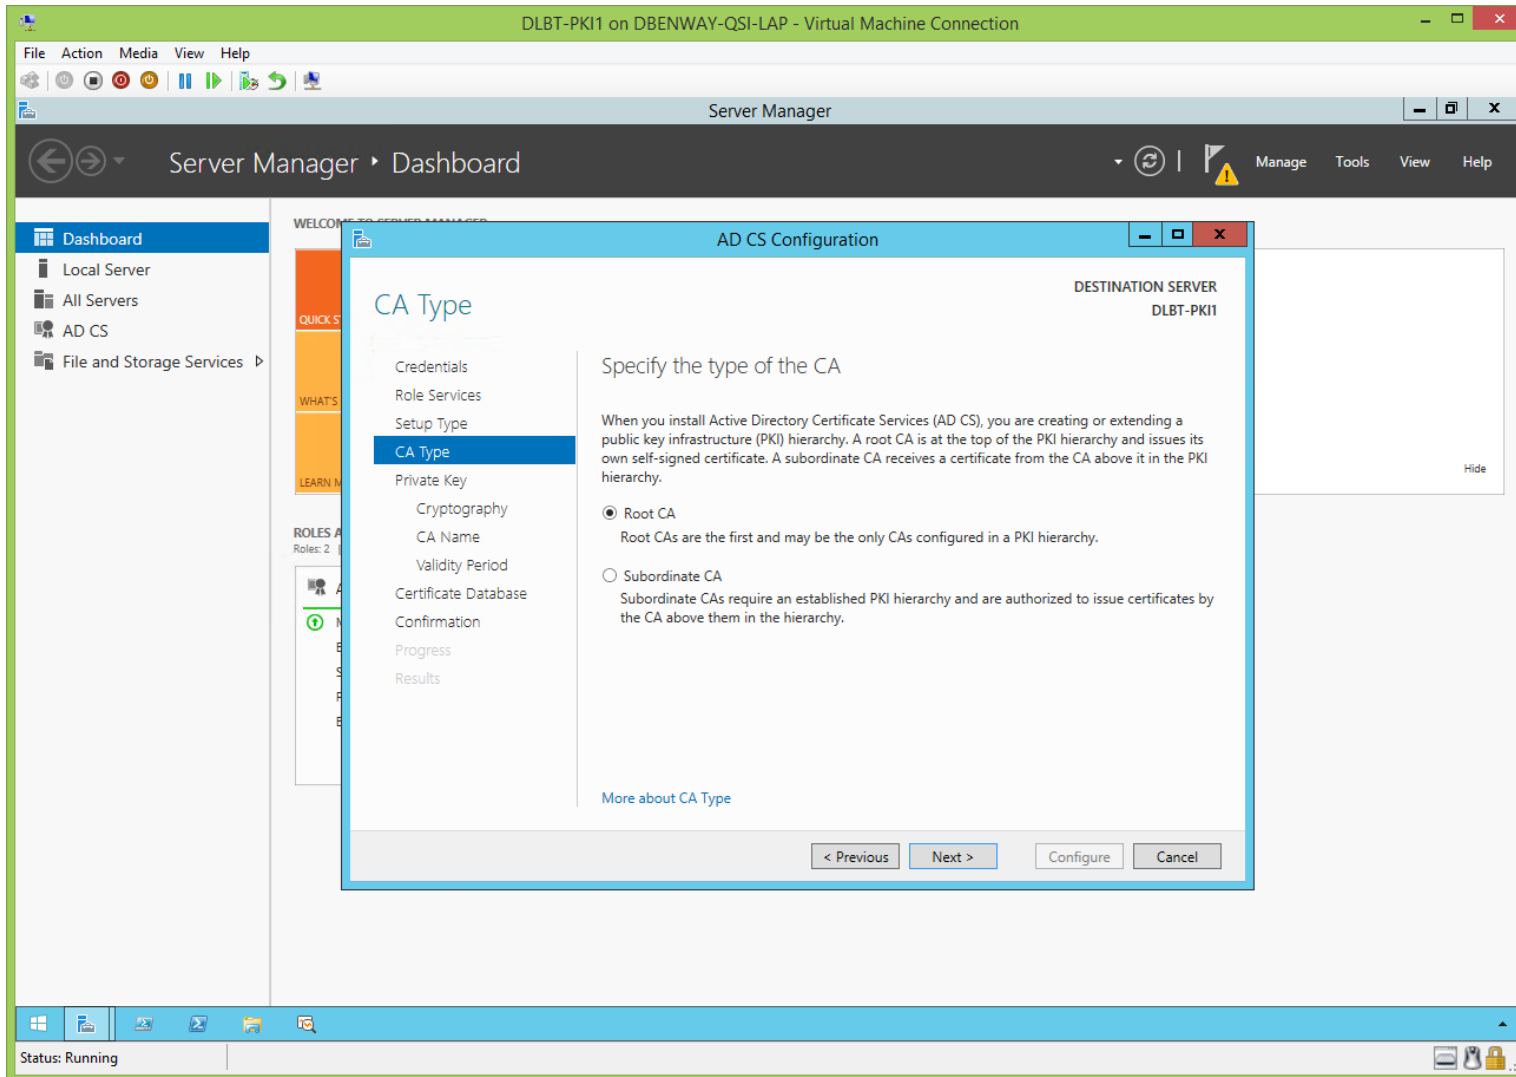 DLBT-PKI1 on DBENWAY-QSI-LAP - Virtual Machine Connection
File Action Media View Help
Server Manager
Server Manager ‣ Dashboard
Manage Tools View Help
Dashboard
Local Server
All Servers
AD CS
File and Storage Services
QUICK S
WHAT'S
LEARN M
Hide
ROLES A
Roles: 2 |
AD CS Configuration
CA Type
DESTINATION SERVER
DLBT-PKI1
Credentials
Role Services
Setup Type
CA Type
Private Key
Cryptography
CA Name
Validity Period
Certificate Database
Confirmation
Progress
Results
Specify the type of the CA
When you install Active Directory Certificate Services (AD CS), you are creating or extending a
public key infrastructure (PKI) hierarchy. A root CA is at the top of the PKI hierarchy and issues its
own self-signed certificate. A subordinate CA receives a certificate from the CA above it in the PKI
hierarchy.
Root CA
Root CAs are the first and may be the only CAs configured in a PKI hierarchy.
Subordinate CA
Subordinate CAs require an established PKI hierarchy and are authorized to issue certificates by
the CA above them in the hierarchy.
More about CA Type
< Previous Next > Configure Cancel
Status: Running